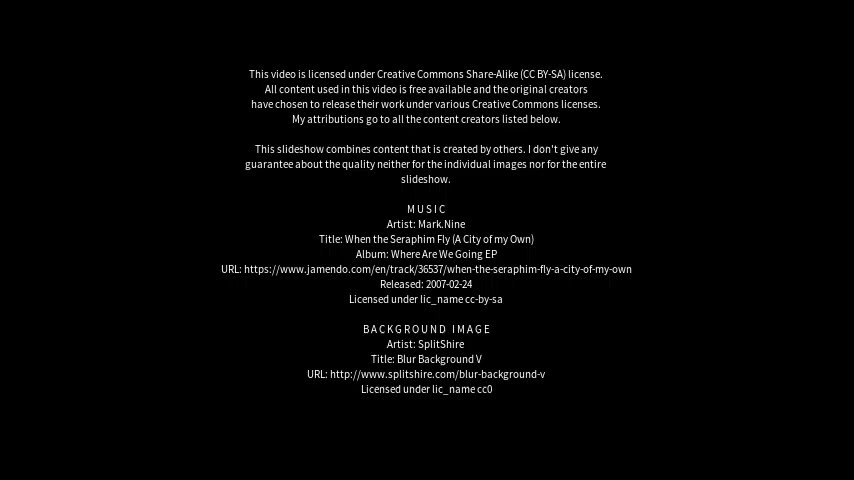 This video is licensed under Creative Commons Share-Alike (CC BY-SA) license.
All content used in this video is free available and the original creators
have chosen to release their work under various Creative Commons licenses.
My attributions go to all the content creators listed below.
This slideshow combines content that is created by others. I don't give any
guarantee about the quality neither for the individual images nor for the entire
slideshow.
MUSIC
Artist: Mark.Nine
Title: When the Seraphim Fly (A City of my Own)
Album: Where Are We Going EP
URL: https://www.jamendo.com/en/track/36537/when-the-seraphim-fly-a-city-of-my-own
Released: 2007-02-24
Licensed under lic_name cc-by-sa
BACKGROUND IMAGE
Artist: SplitShire
Title: Blur Background V
URL: http://www.splitshire.com/blur-background-v
Licensed under lic_name cc0